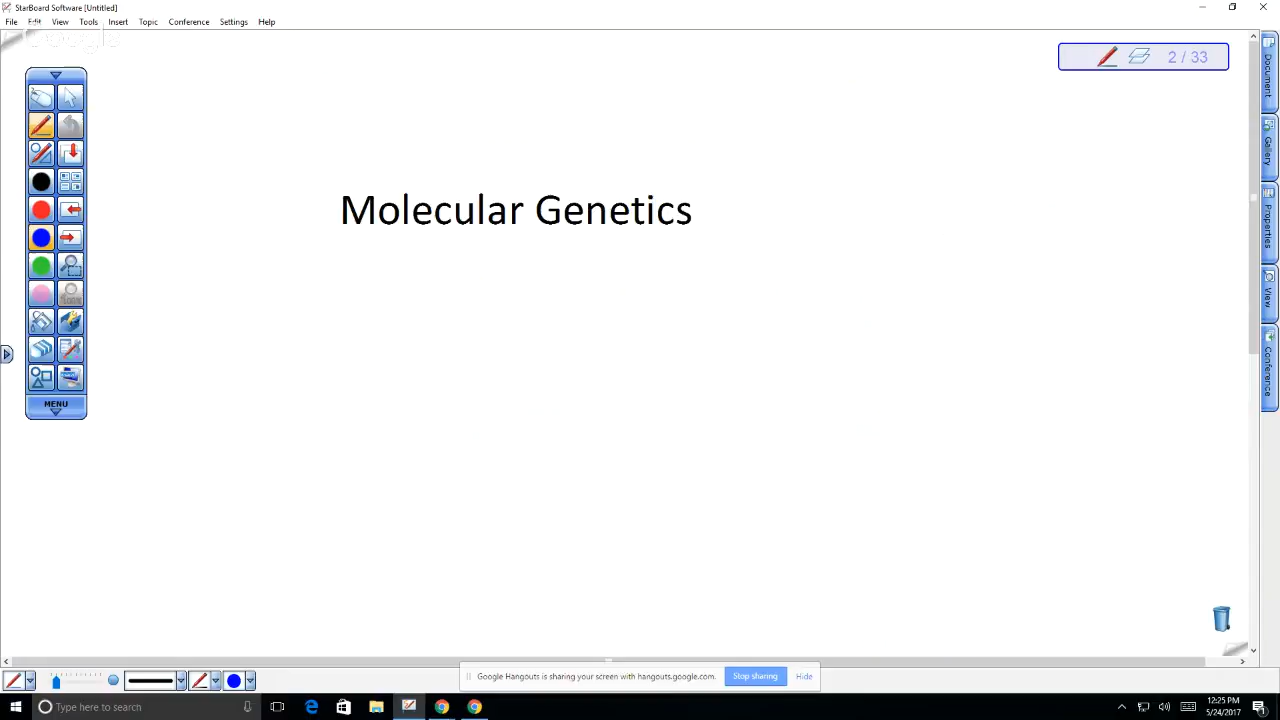 StarBoard Software [Untitled]
File Edit View Tools Insert Topic Conference Settings Help
2 / 33
Document
Gallery
Properties
View
Conference
Molecular Genetics
MENU
Google Hangouts is sharing your screen with hangouts.google.com.
Stop sharing
Hide
Type here to search
12:25 PM
5/24/2017